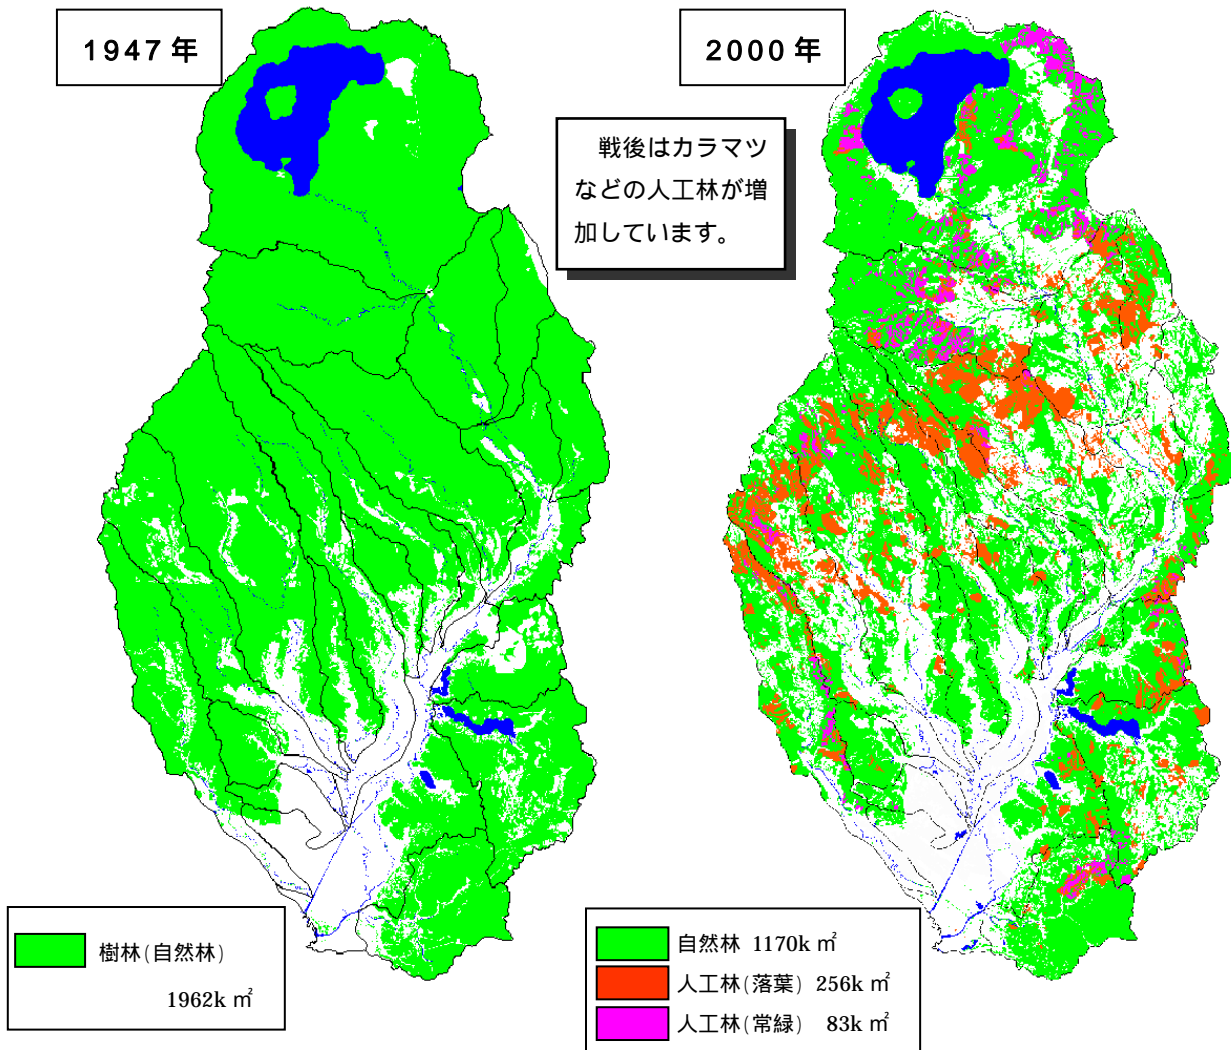 1947年
2000年
戦後はカラマツ
などの人工林が増
加しています。
樹林(自然林)
1962k㎡
自然林 1170k㎡
人工林(落葉) 256k㎡
人工林(常緑) 83k㎡